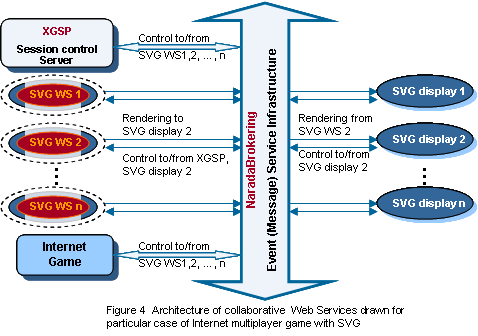 XGSP
Session control
Server
Control to/from
SVG WS1,2, ..., n
SVG WS 1
SVG display 1
Rendering to
SVG display 2
Rendering from
SVG WS 2
SVG WS 2
SVG display 2
Control to/from XGSP,
SVG display 2
Control to/from
SVG display 2
SVG WS n
SVG display n
Internet
Game
Control to/from
SVG WS1,2, ..., n
NaradaBrokering
Event (Message) Service Infrastructure
Figure 4 Architecture of collaborative Web Services drawn for
particular case of Internet multiplayer game with SVG